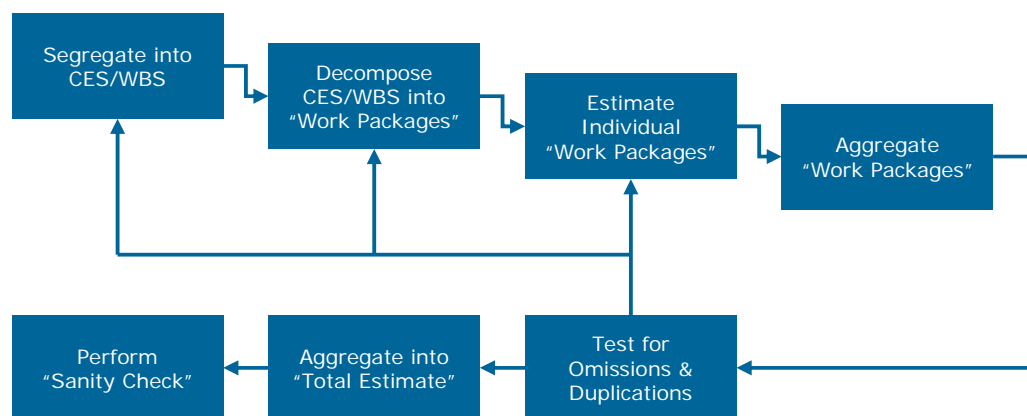 Segregate into
CES/WBS
Decompose
CES/WBS into
“Work Packages”
Estimate
Individual
“Work Packages”
Aggregate
“Work Packages”
Perform
“Sanity Check”
Aggregate into
“Total Estimate”
Test for
Omissions &
Duplications